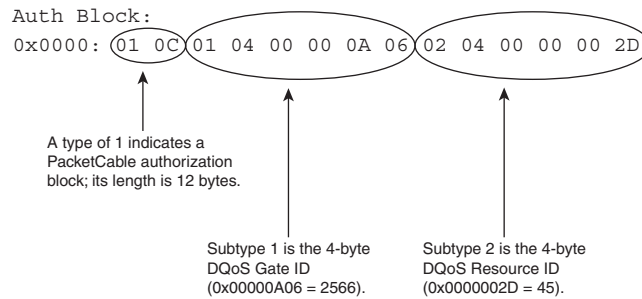 Auth Block:
0x0000: 01 0C 01 04 00 00 0A 06 02 04 00 00 00 2D
A type of 1 indicates a
PacketCable authorization
block; its length is 12 bytes.
Subtype 1 is the 4-byte
DQoS Gate ID
(0x00000A06 = 2566).
Subtype 2 is the 4-byte
DQoS Resource ID
(0x0000002D = 45).